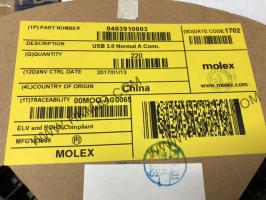 (1P) PART NUMBER 0483910003
(9D)DATE CODE 1702
DESCRIPTION USB 3.0 Normal A Conn.
(Q)QUANTITY 220
(12D)INV CTRL DATE 2017/01/13
molex
www.molex.com
(4L)COUNTRY OF ORIGIN China
(1T)TRACEABILITY
ELV and RoHS Compliant
MOLEX